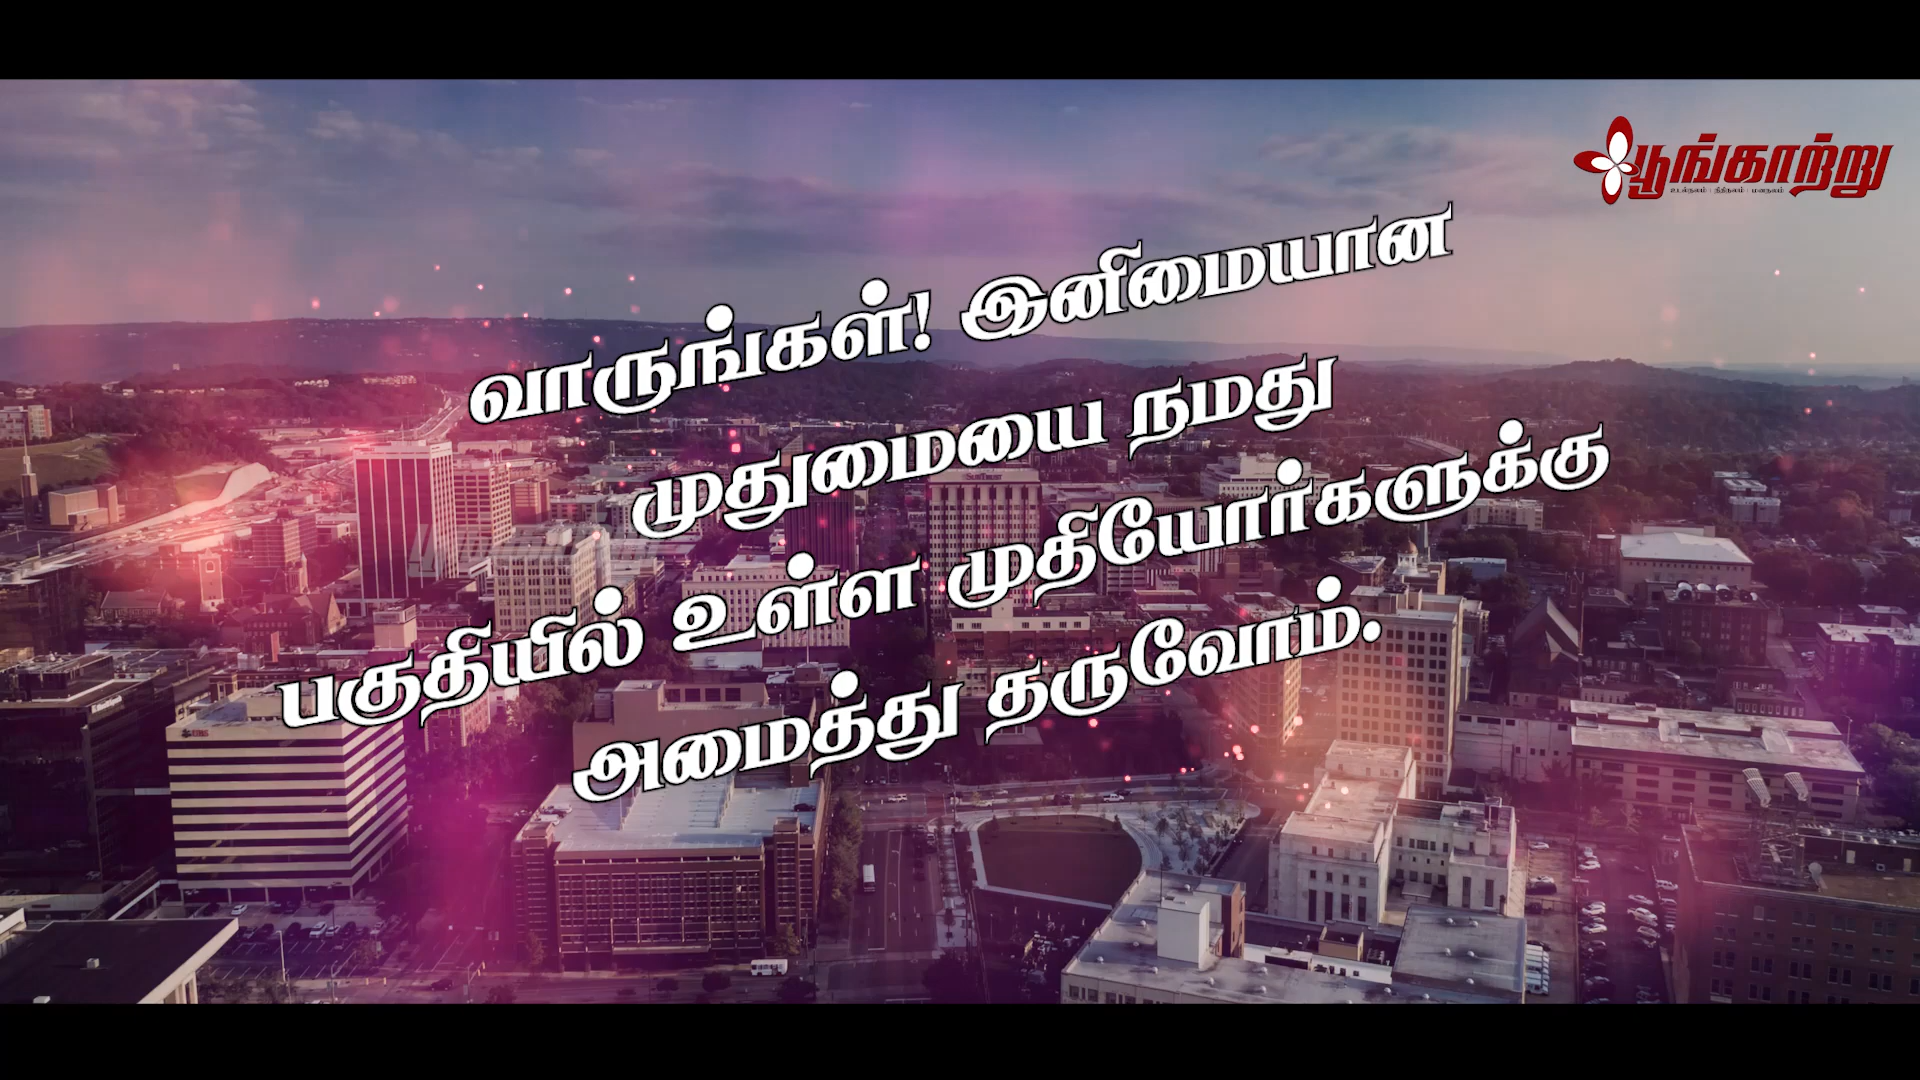 பூங்காற்று
வாருங்கள்! இனிமையான
முதுமையை நமது
பகுதியில் உள்ள முதியோர்களுக்கு
அமைத்து தருவோம்.